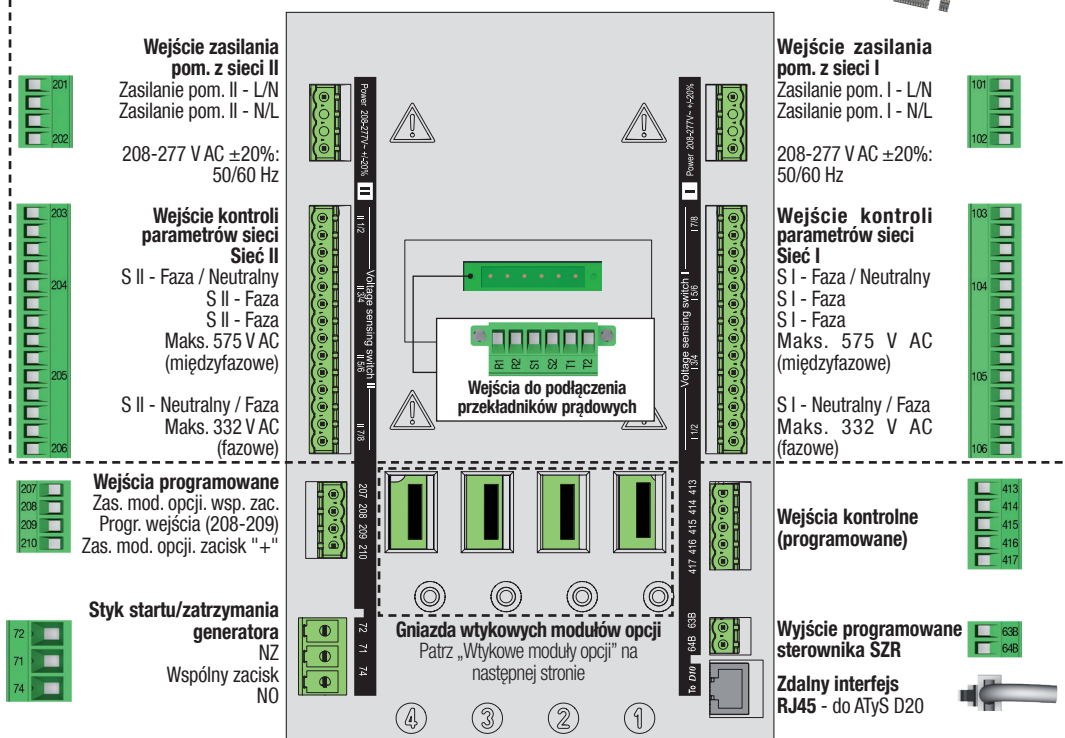 Wejście zasilania
pom. z sieci II
Zasilanie pom. II - L/N
Zasilanie pom. II - N/L
208-277 V AC ±20%:
50/60 Hz
201
202
Wejście kontroli
parametrów sieci
Sieć II
S II - Faza / Neutralny
S II - Faza
S II - Faza
Maks. 575 V AC
(międzyfazowe)
S II - Neutralny / Faza
Maks. 332 V AC
(fazowe)
203
204
205
206
Wejścia programowane
Zas. mod. opcji. wsp. zac.
Progr. wejścia (208-209)
Zas. mod. opcji. zacisk "+"
207
208
209
210
Styk startu/zatrzymania
generatora
NZ
Wspólny zacisk
NO
72
71
74
Power 208-277V~ +/-20%
II
II 1/2
II 3/4
Voltage sensing switch II
II 5/6
II 7/8
207 208 209 210
72 71 74
R1 R2 S1 S2 T1 T2
Wejścia do podłączenia
przekładników prądowych
Gniazda wtykowych modułów opcji
Patrz „Wtykowe moduły opcji” na
następnej stronie
4 3 2 1
Power 208-277V~ +/-20%
I
I 7/8
I 5/6
Voltage sensing switch I
I 3/4
I 1/2
417 416 415 414 413
64B 63B
To D10
Wejście zasilania
pom. z sieci I
Zasilanie pom. I - L/N
Zasilanie pom. I - N/L
208-277 V AC ±20%:
50/60 Hz
101
102
Wejście kontroli
parametrów sieci
Sieć I
S I - Faza / Neutralny
S I - Faza
S I - Faza
Maks. 575 V AC
(międzyfazowe)
S I - Neutralny / Faza
Maks. 332 V AC
(fazowe)
103
104
105
106
Wejścia kontrolne
(programowane)
413
414
415
416
417
Wyjście programowane
sterownika SZR
63B
64B
Zdalny interfejs
RJ45 - do ATyS D20